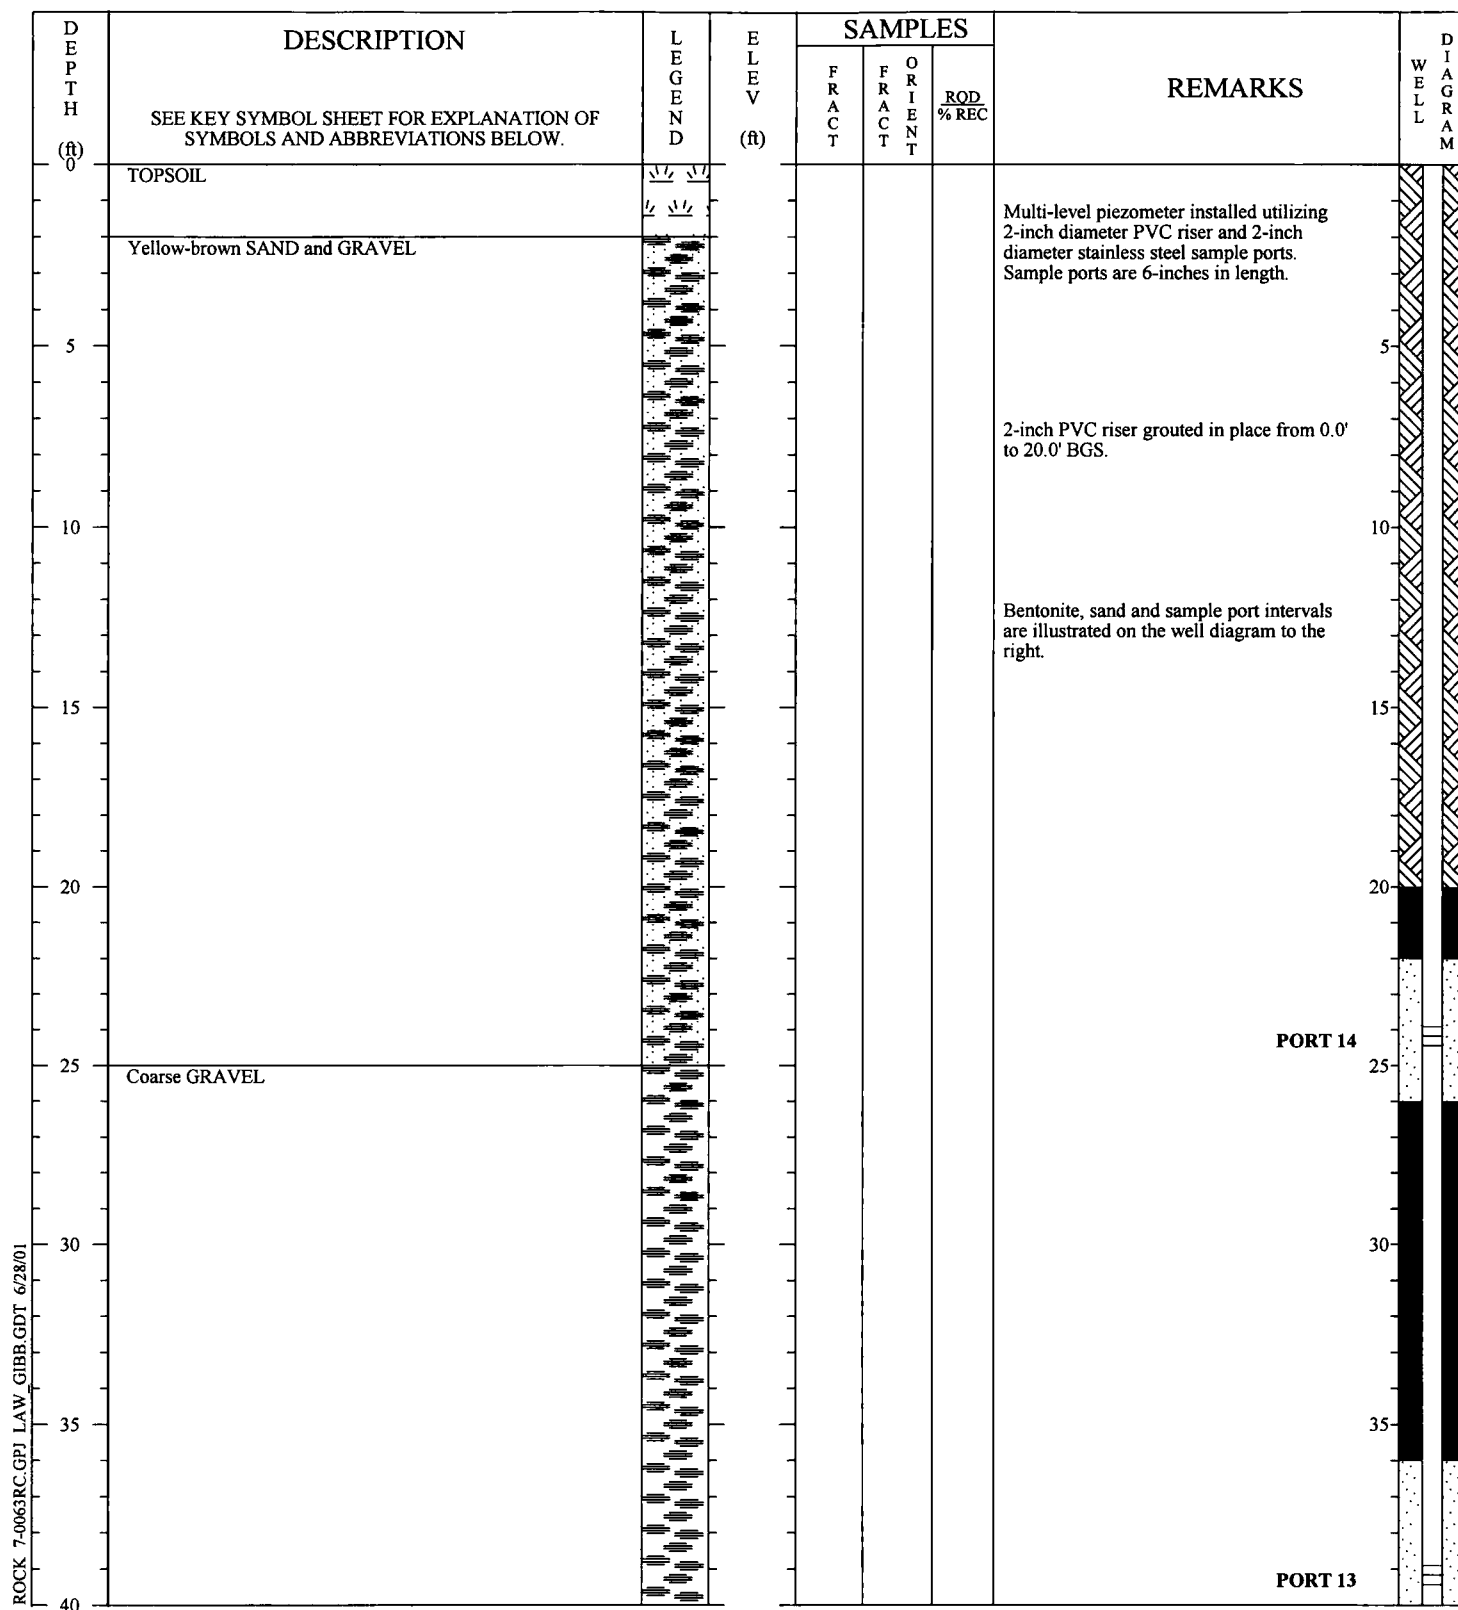 DEPTH
(ft)
DESCRIPTION
SEE KEY SYMBOL SHEET FOR EXPLANATION OF
SYMBOLS AND ABBREVIATIONS BELOW.
LEGEND
ELEV
(ft)
SAMPLES
FRACT
FRACT
ORIENT
RQD
% REC
REMARKS
WELL
DIAGRAM
0
TOPSOIL
Multi-level piezometer installed utilizing
2-inch diameter PVC riser and 2-inch
diameter stainless steel sample ports.
Sample ports are 6-inches in length.
Yellow-brown SAND and GRAVEL
5
5
2-inch PVC riser grouted in place from 0.0'
to 20.0' BGS.
10
10
Bentonite, sand and sample port intervals
are illustrated on the well diagram to the
right.
15
15
20
20
PORT 14
25
25
Coarse GRAVEL
30
30
35
35
PORT 13
40
ROCK 7-0063RC.GPJ LAW_GIBB.GDT 6/28/01